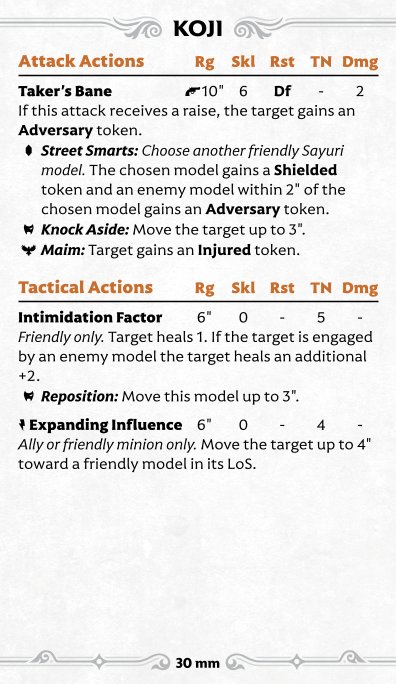 KOJI
Attack Actions Rg Skl Rst TN Dmg
Taker's Bane 10" 6 Df - 2
If this attack receives a raise, the target gains an
Adversary token.
Street Smarts: Choose another friendly Sayuri
model. The chosen model gains a Shielded
token and an enemy model within 2" of the
chosen model gains an Adversary token.
Knock Aside: Move the target up to 3".
Maim: Target gains an Injured token.
Tactical Actions Rg Skl Rst TN Dmg
Intimidation Factor 6" 0 - 5 -
Friendly only. Target heals 1. If the target is engaged
by an enemy model the target heals an additional
+2.
Reposition: Move this model up to 3".
Expanding Influence 6" 0 - 4 -
Ally or friendly minion only. Move the target up to 4"
toward a friendly model in its LoS.
30 mm